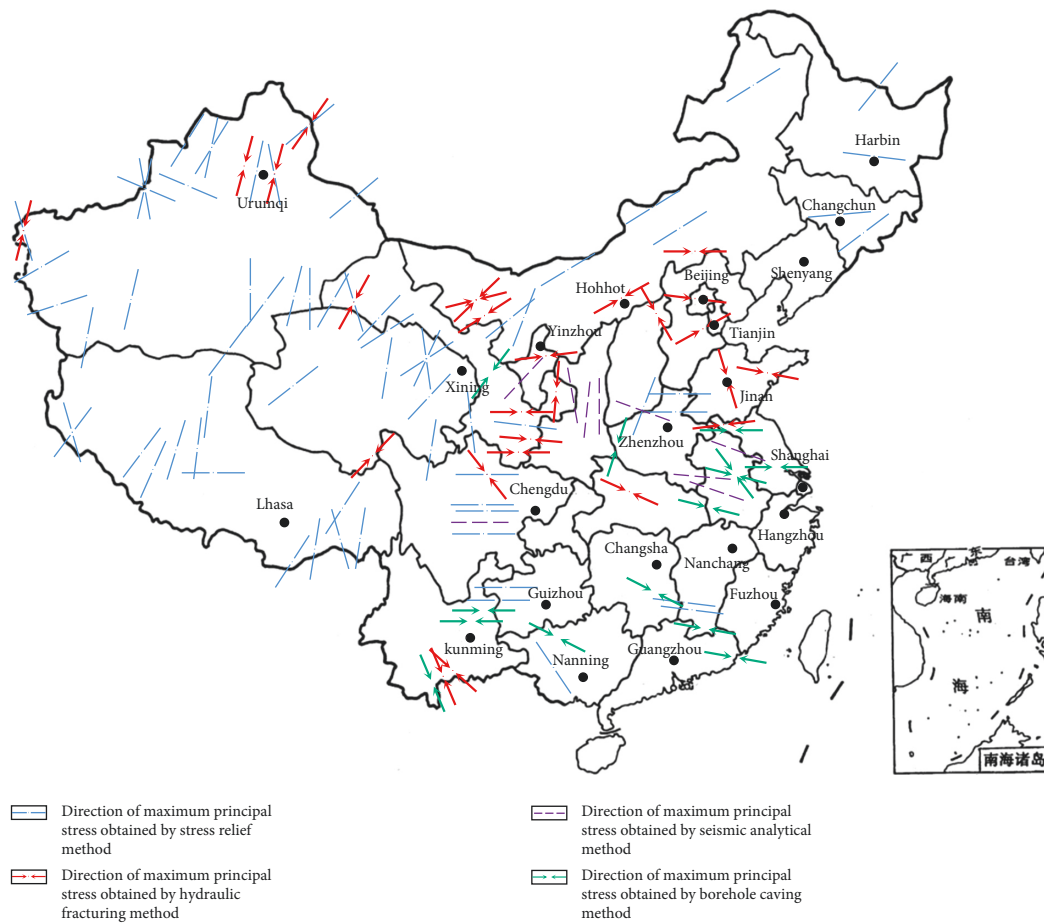 Harbin
Urumqi
Changchun
Shenyang
Beijing
Hohhot
Tianjin
Yinzhou
Xining
Jinan
Zhenzhou
Shanghai
Chengdu
Lhasa
Hangzhou
Changsha
Nanchang
Guizhou
Fuzhou
kunming
Nanning
Guangzhou
广西
广东
台湾
海南
南
海
南海诸岛
Direction of maximum principal
stress obtained by stress relief
method
Direction of maximum principal
stress obtained by hydraulic
fracturing method
Direction of maximum principal
stress obtained by seismic analytical
method
Direction of maximum principal
stress obtained by borehole caving
method